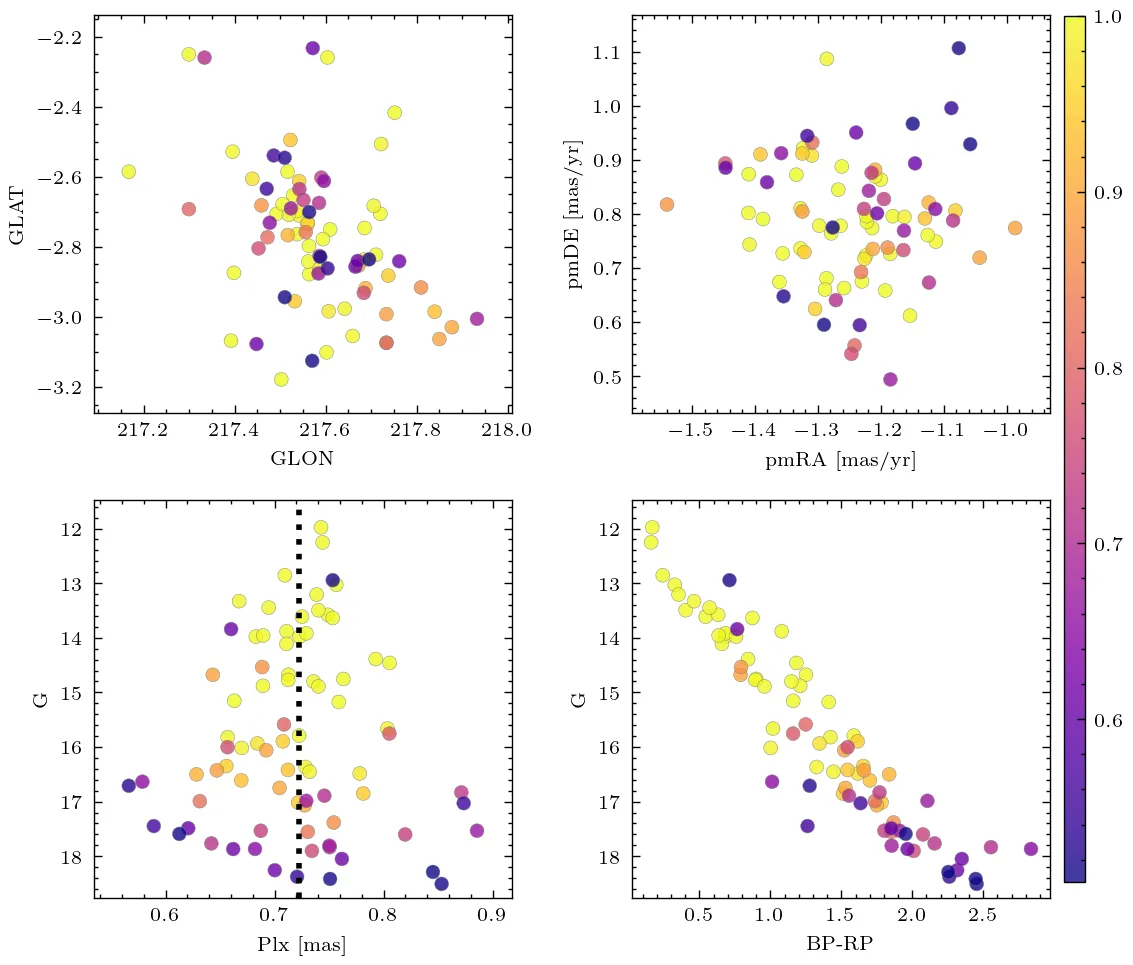 −2.2
−2.4
−2.6
−2.8
−3.0
−3.2
GLAT
217.2 217.4 217.6 217.8 218.0
GLON
1.1
1.0
0.9
0.8
0.7
0.6
0.5
pmDE [mas/yr]
−1.5 −1.4 −1.3 −1.2 −1.1 −1.0
pmRA [mas/yr]
1.0
0.9
0.8
0.7
0.6
12
13
14
15
16
17
18
G
0.6 0.7 0.8 0.9
Plx [mas]
12
13
14
15
16
17
18
G
0.5 1.0 1.5 2.0 2.5
BP-RP